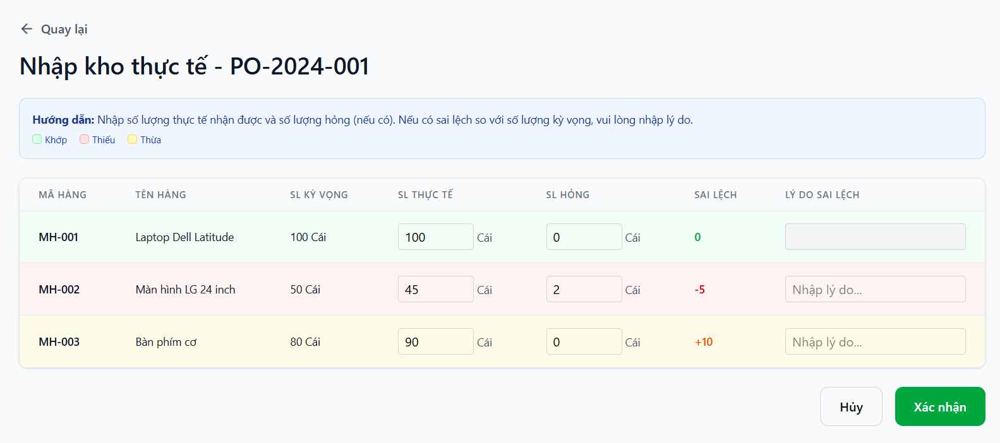 Quay lại
Nhập kho thực tế - PO-2024-001
Hướng dẫn: Nhập số lượng thực tế nhận được và số lượng hỏng (nếu có). Nếu có sai lệch so với số lượng kỳ vọng, vui lòng nhập lý do.
Khớp Thiếu Thừa
MÃ HÀNG TÊN HÀNG SL KỲ VỌNG SL THỰC TẾ SL HỎNG SAI LỆCH LÝ DO SAI LỆCH
MH-001 Laptop Dell Latitude 100 Cái 100 Cái 0 Cái 0
MH-002 Màn hình LG 24 inch 50 Cái 45 Cái 2 Cái -5 Nhập lý do...
MH-003 Bàn phím cơ 80 Cái 90 Cái 0 Cái +10 Nhập lý do...
Hủy Xác nhận